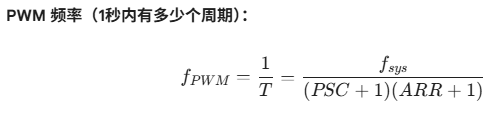 PWM 频率（1秒内有多少个周期）：
f_{PWM} = \frac{1}{T} = \frac{f_{sys}}{(PSC + 1)(ARR + 1)}